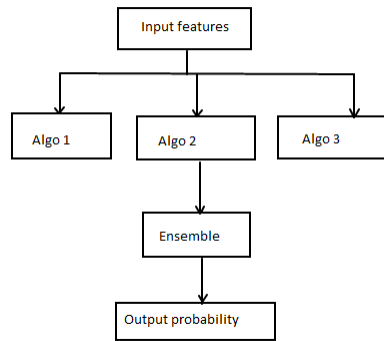 Input features
Algo 1
Algo 2
Algo 3
Ensemble
Output probability